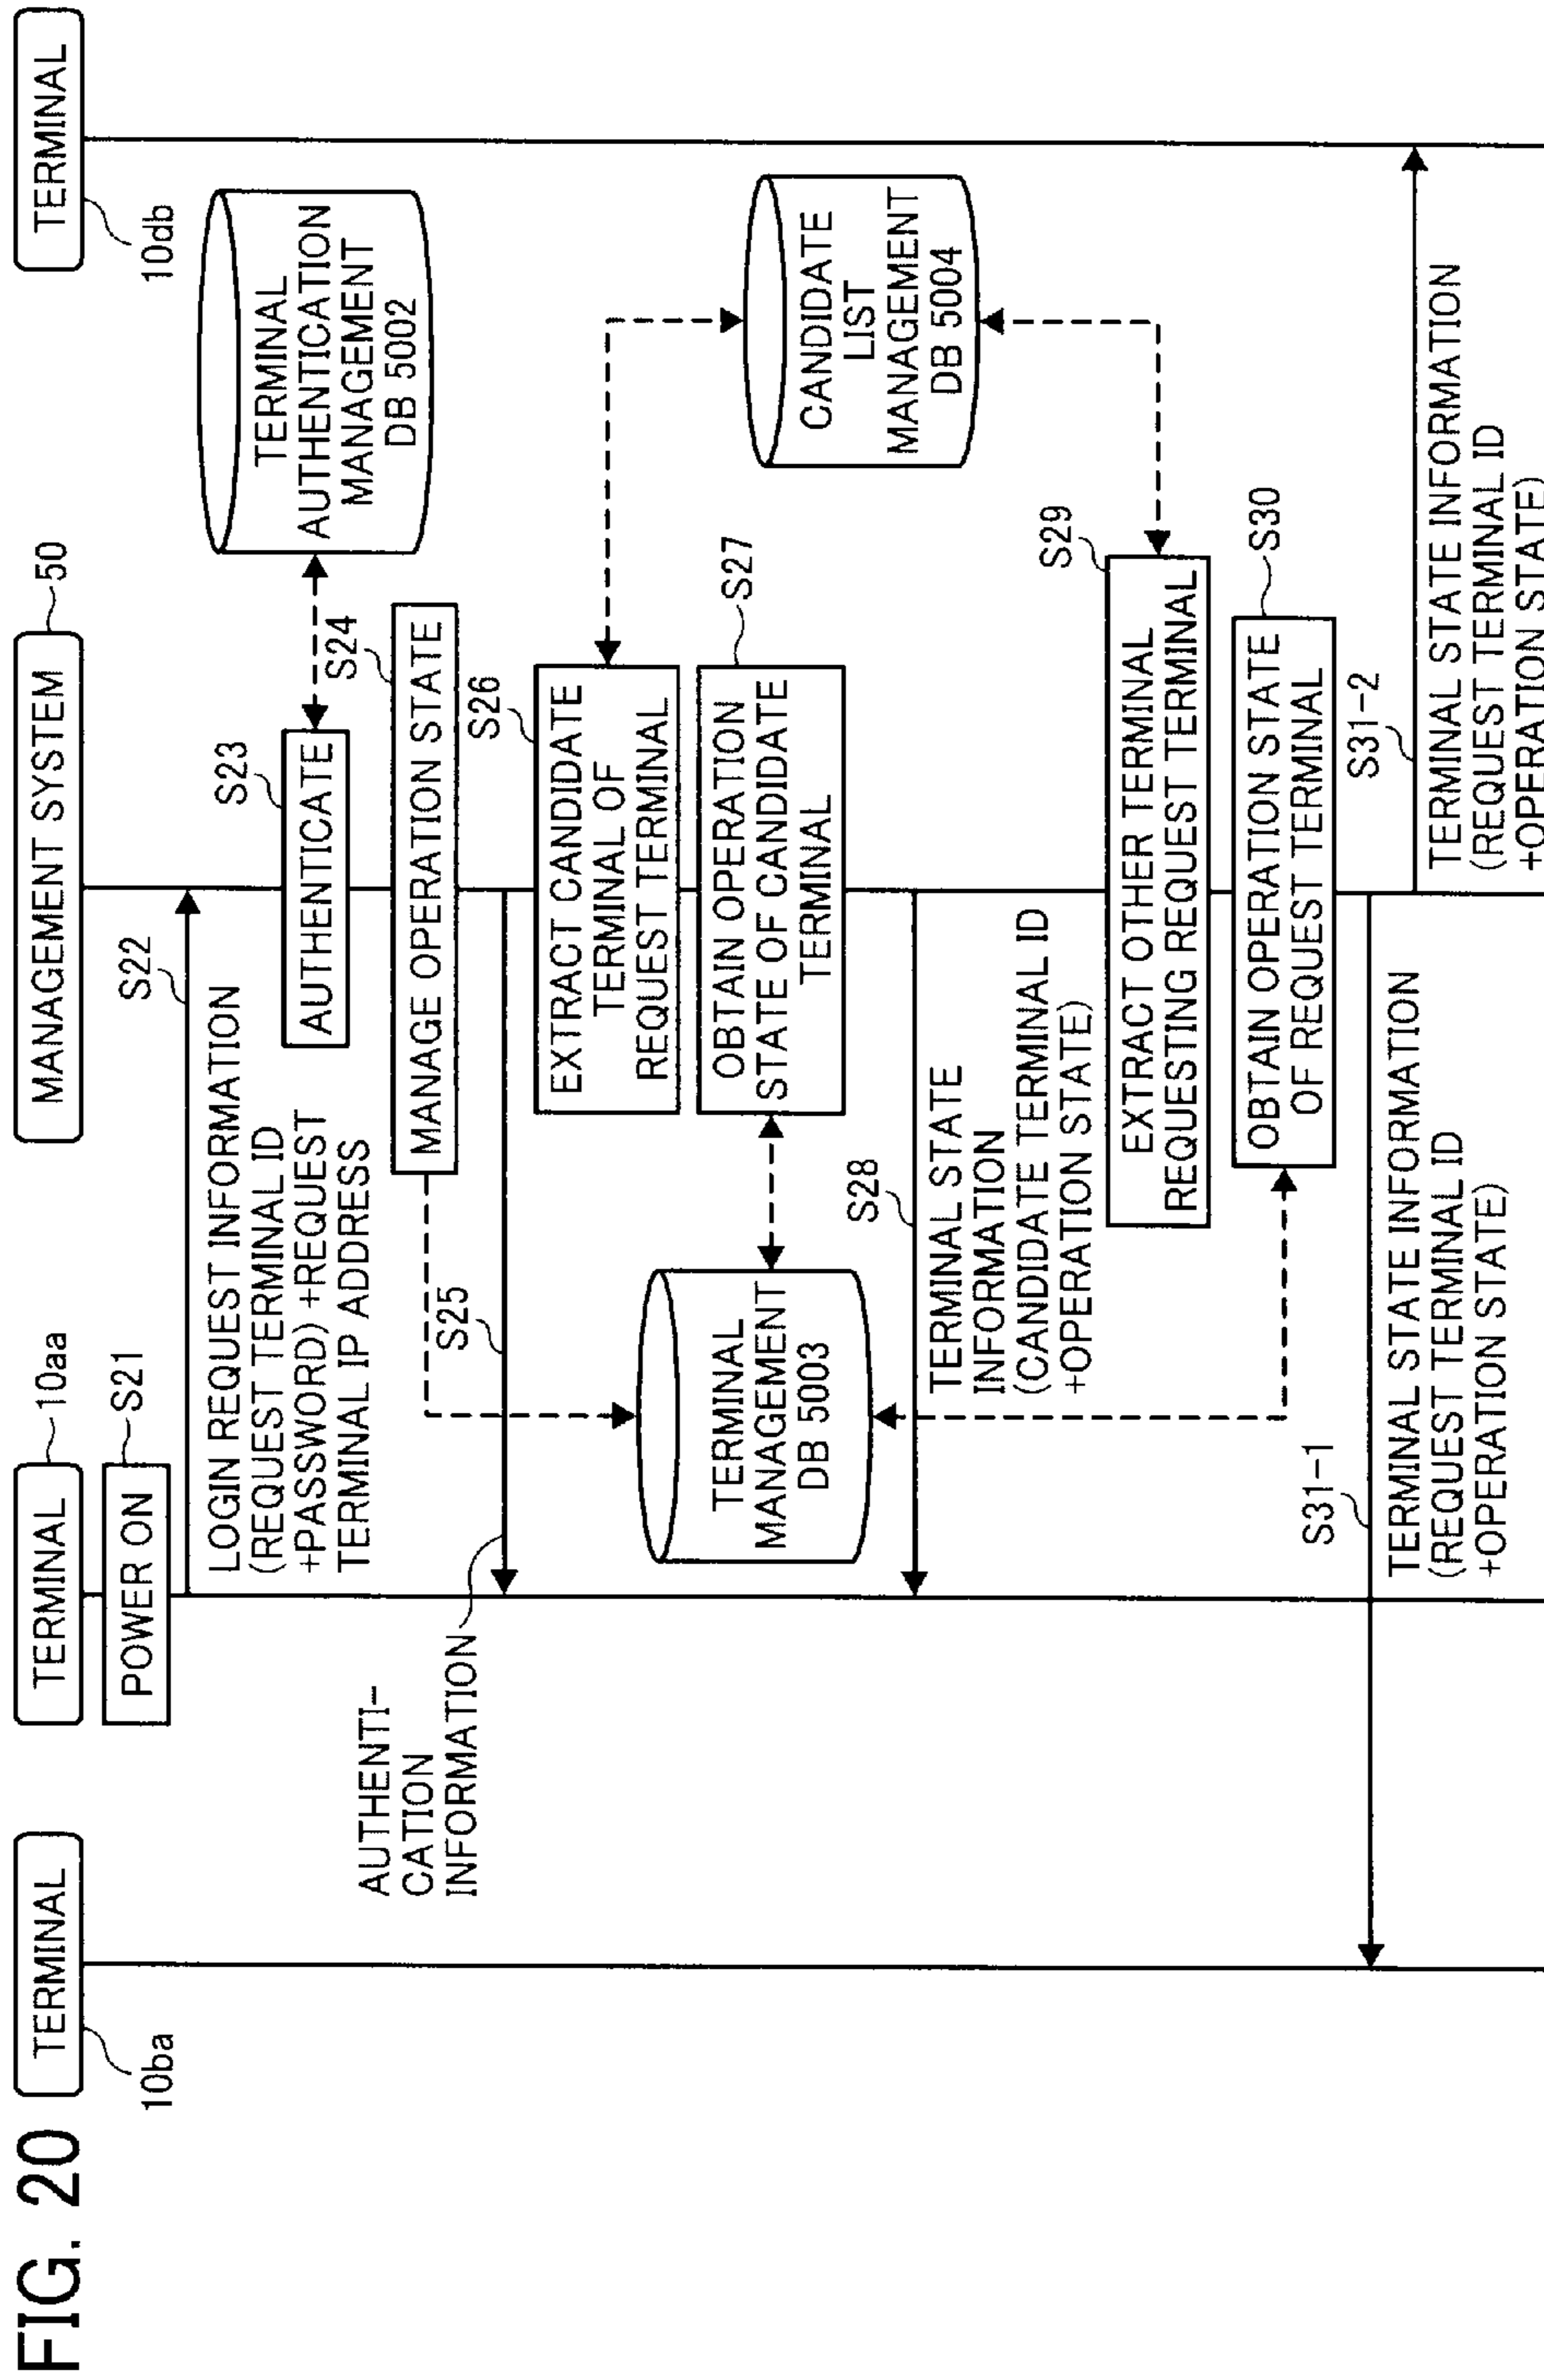 FIG. 20
TERMINAL
10ba
TERMINAL
10aa
MANAGEMENT SYSTEM
50
TERMINAL
10db
POWER ON
S21
S22
LOGIN REQUEST INFORMATION
(REQUEST TERMINAL ID
+PASSWORD) +REQUEST
TERMINAL IP ADDRESS
S23
AUTHENTICATE
TERMINAL
AUTHENTICATION
MANAGEMENT
DB 5002
S24
MANAGE OPERATION STATE
AUTHENTI-
CATION
INFORMATION
S25
S26
EXTRACT CANDIDATE
TERMINAL OF
REQUEST TERMINAL
S27
OBTAIN OPERATION
STATE OF CANDIDATE
TERMINAL
TERMINAL
MANAGEMENT
DB 5003
CANDIDATE
LIST
MANAGEMENT
DB 5004
S28
TERMINAL STATE
INFORMATION
(CANDIDATE TERMINAL ID
+OPERATION STATE)
S29
EXTRACT OTHER TERMINAL
REQUESTING REQUEST TERMINAL
S30
OBTAIN OPERATION STATE
OF REQUEST TERMINAL
S31-1
TERMINAL STATE INFORMATION
(REQUEST TERMINAL ID
+OPERATION STATE)
S31-2
TERMINAL STATE INFORMATION
(REQUEST TERMINAL ID
+OPERATION STATE)